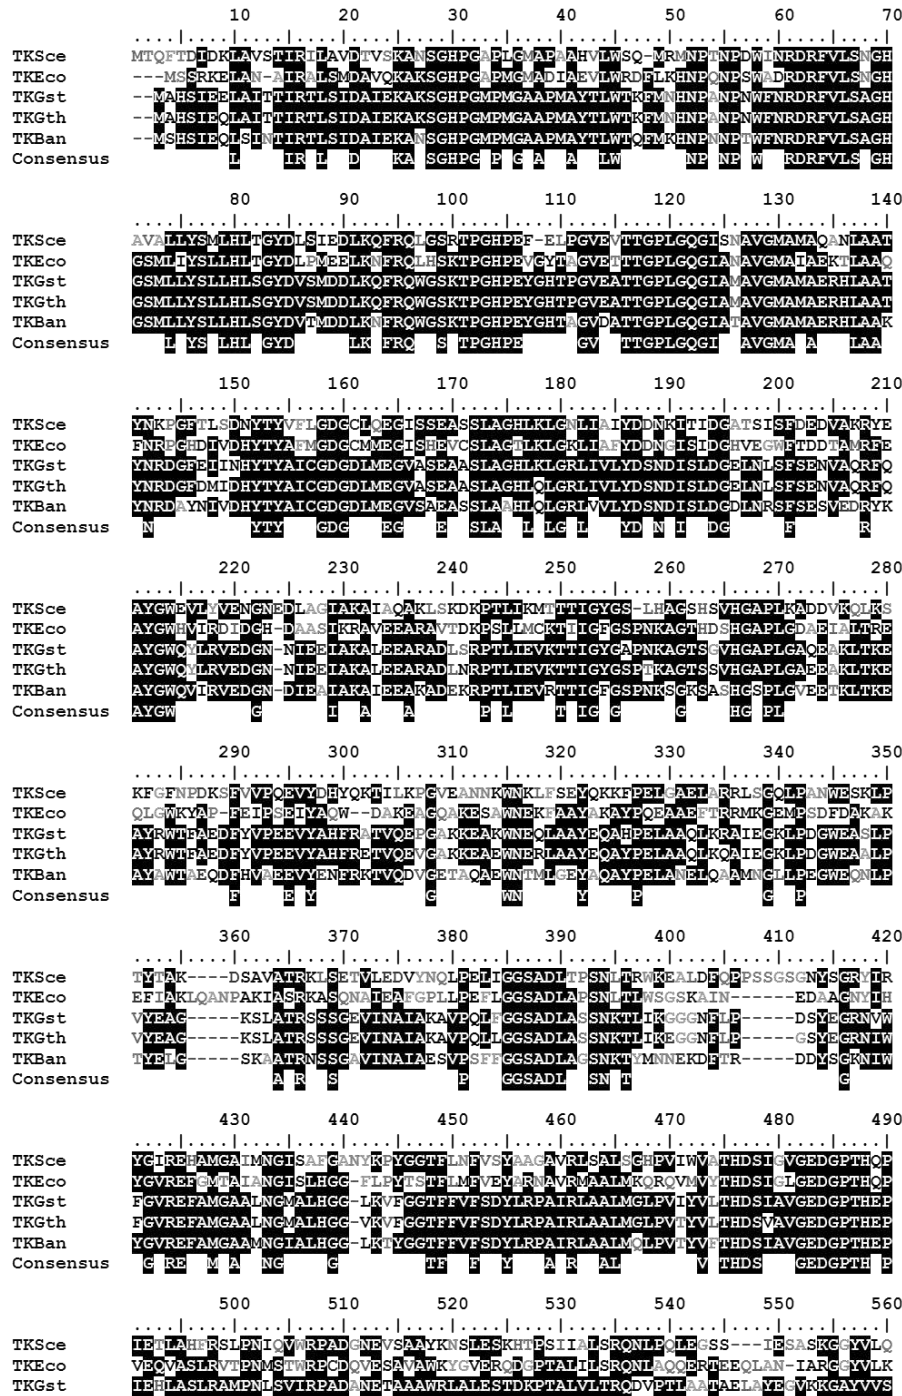 10 20 30 40 50 60 70
TKSce MTQFTDIDKLAVSTIRILAVDTVSKANSGHPGAPLGMAPAAHVLWSQ-MRMNPTNPDWINRDRFVLSNGH
TKEco ---MSSRKELAN-AIRALSMDAVQKAKSGHPGAPMGMADIAEVLWRDFLKHNPQNPSWADRDRFVLSNGH
TKGst --MAHSIEELAITTIRTLSIDAIEKAKSGHPGMPMGAAPMAYTLWTKFMNHNPANPNWFNRDRFVLSAGH
TKGth --MAHSIEQLAITTIRTLSIDAIEKAKSGHPGMPMGAAPMAYTLWTKFMNHNPANPNWFNRDRFVLSAGH
TKBan --MSHSIEQLSINTIRTLSIDAIEKANSGHPGMPMGAAPMAYTLWTQFMKHNPNNPTWFNRDRFVLSAGH
Consensus L IR L D KA SGHPG P G A A LW NP NP W RDRFVLS GH
80 90 100 110 120 130 140
TKSce AVALLYSMLHLTGYDLSIEDLKQFRQLGSRTPGHPEF-ELPGVEVTTGPLGQGISNAVGMAMAQANLAAT
TKEco GSMLIYSLLHLTGYDLPMEELKNFRQLHSKTPGHPEVGYTAGVETTTGPLGQGIANAVGMAIAEKTLAAQ
TKGst GSMLLYSLLHLSGYDVSMDDLKQFRQWGSKTPGHPEYGHTPGVEATTGPLGQGIAMAVGMAMAERHLAAT
TKGth GSMLLYSLLHLSGYDVSMDDLKQFRQWGSKTPGHPEYGHTPGVEATTGPLGQGIAMAVGMAMAERHLAAT
TKBan GSMLLYSLLHLSGYDVTMDDLKNFRQWGSKTPGHPEYGHTAGVDATTGPLGQGIATAVGMAMAERHLAAK
Consensus L YS LHL GYD LK FRQ S TPGHPE GV TTGPLGQGI AVGMA A LAA
150 160 170 180 190 200 210
TKSce YNKPGFTLSDNYTYVFLGDGCLQEGISSEASSLAGHLKLGNLIAIYDDNKITIDGATSISFDEDVAKRYE
TKEco FNRPGHDIVDHYTYAFMGDGCMMEGISHEVCSLAGTLKLGKLIAFYDDNGISIDGHVEGWFTDDTAMRFE
TKGst YNRDGFEIINHYTYAICGDGDLMEGVASEAASLAGHLKLGRLIVLYDSNDISLDGELNLSFSENVAQRFQ
TKGth YNRDGFDMIDHYTYAICGDGDLMEGVASEAASLAGHLQLGRLIVLYDSNDISLDGELNLSFSENVAQRFQ
TKBan YNRDAYNIVDHYTYAICGDGDLMEGVSAEASSLAAHLQLGRLVVLYDSNDISLDGDLNRSFSESVEDRYK
Consensus N YTY GDG EG E SLA L LG L YD N I DG F R
220 230 240 250 260 270 280
TKSce AYGWEVLYVENGNEDLAGIAKAIAQAKLSKDKPTLIKMTTTIGYGS-LHAGSHSVHGAPLKADDVKQLKS
TKEco AYGWHVIRDIDGH-DAASIKRAVEEARAVTDKPSLLMCKTIIGFGSPNKAGTHDSHGAPLGDAEIALTRE
TKGst AYGWQYLRVEDGN-NIEEIAKALEEARADLSRPTLIEVKTTIGYGAPNKAGTSGVHGAPLGAQEAKLTKE
TKGth AYGWQYLRVEDGN-NIEEIAKALEEARADLNRPTLIEVKTTIGYGSPTKAGTSSVHGAPLGAEEAKLTKE
TKBan AYGWQVIRVEDGN-DIEAIAKAIEEAKADEKRPTLIEVRTTIGFGSPNKSGKSASHGSPLGVEETKLTKE
Consensus AYGW G I A A P L T IG G G HG PL
290 300 310 320 330 340 350
TKSce KFGFNPDKSFVVPQEVYDHYQKTILKPGVEANNKWNKLFSEYQKKFPELGAELARRLSGQLPANWESKLP
TKEco QLGWKYAP-FEIPSEIYAQW--DAKEAGQAKESAWNEKFAAYAKAYPQEAAEFTRRMKGEMPSDFDAKAK
TKGst AYRWTFAEDFYVPEEVYAHFRATVQEPGAKKEAKWNEQLAAYEQAHPELAAQLKRAIEGKLPDGWEASLP
TKGth AYRWTFAEDFYVPEEVYAHFRETVQEVGAKKEAEWNERLAAYEQAYPELAAQLKQAIEGKLPDGWEAALP
TKBan AYAWTAEQDFHVAEEVYENFRKTVQDVGETAQAEWNTMLGEYAQAYPELANELQAAMNGLLPEGWEQNLP
Consensus F E Y G WN Y P G P
360 370 380 390 400 410 420
TKSce TYTAK----DSAVATRKLSETVLEDVYNQLPELIGGSADLTPSNLTRWKEALDFQPPSSGSGNYSGRYIR
TKEco EFIAKLQANPAKIASRKASQNAIEAFGPLLPEFLGGSADLAPSNLTLWSGSKAIN------EDAAGNYIH
TKGst VYEAG-----KSLATRSSSGEVINAIAKAVPQLFGGSADLASSNKTLIKGGGNFLP-----DSYEGRNVW
TKGth VYEAG-----KSLATRSSSGEVINAIAKAVPQLLGGSADLASSNKTLIKEGGNFLP-----GSYEGRNIW
TKBan TYELG-----SKAATRNSSGAVINAIAESVPSFFGGSADLAGSNKTYMNNEKDFTR-----DDYSGKNIW
Consensus A R S P GGSADL SN T G
430 440 450 460 470 480 490
TKSce YGIREHAMGAIMNGISAFGANYKPYGGTFLNFVSYAAGAVRLSALSGHPVIWVATHDSIGVGEDGPTHQP
TKEco YGVREFGMTAIANGISLHGG-FLPYTSTFLMFVEYARNAVRMAALMKQRQVMVYTHDSIGLGEDGPTHQP
TKGst FGVREFAMGAALNGMALHGG-LKVFGGTFFVFSDYLRPAIRLAALMGLPVIYVLTHDSIAVGEDGPTHEP
TKGth FGVREFAMGAALNGMALHGG-VKVFGGTFFVFSDYLRPAIRLAALMGLPVTYVLTHDSVAVGEDGPTHEP
TKBan YGVREFAMGAAMNGIALHGG-LKTYGGTFFVFSDYLRPAIRLAALMQLPVTYVFTHDSIAVGEDGPTHEP
Consensus G RE M A NG G TF F Y A R AL V THDS GEDGPTH P
500 510 520 530 540 550 560
TKSce IETLAHFRSLPNIQVWRPADGNEVSAAYKNSLESKHTPSIIALSRQNLPQLEGSS---IESASKGGYVLQ
TKEco VEQVASLRVTPNMSTWRPCDQVESAVAWKYGVERQDGPTALILSRQNLAQQERTEEQLAN-IARGGYVLK
TKGst IEHLASLRAMPNLSVIRPADANETAAAWRLALESTDKPTALVLTRQDVPTLAATAELAYEGVKKGAYVVS